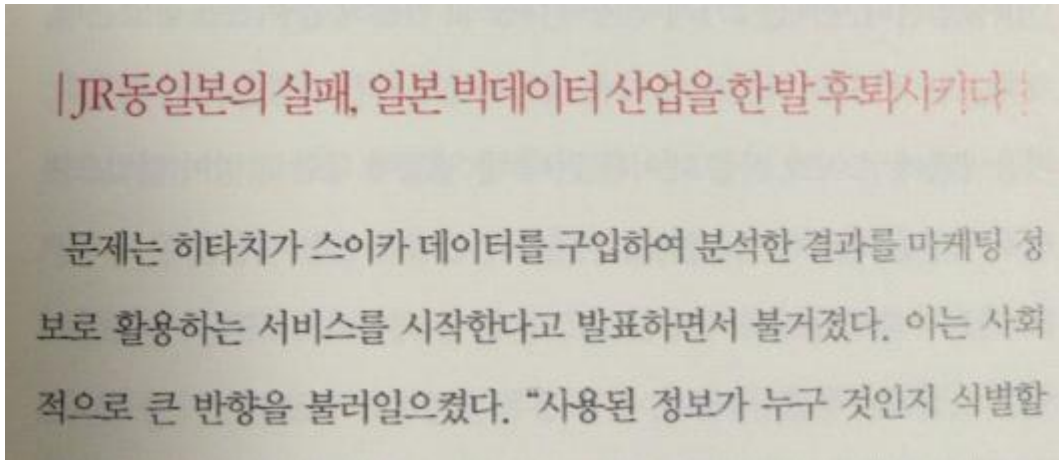 | JR동일본의 실패, 일본 빅데이터 산업을 한 발 후퇴시키다 |
문제는 히타치가 스이카 데이터를 구입하여 분석한 결과를 마케팅 정
보로 활용하는 서비스를 시작한다고 발표하면서 불거졌다. 이는 사회
적으로 큰 반향을 불러일으켰다. “사용된 정보가 누구 것인지 식별할